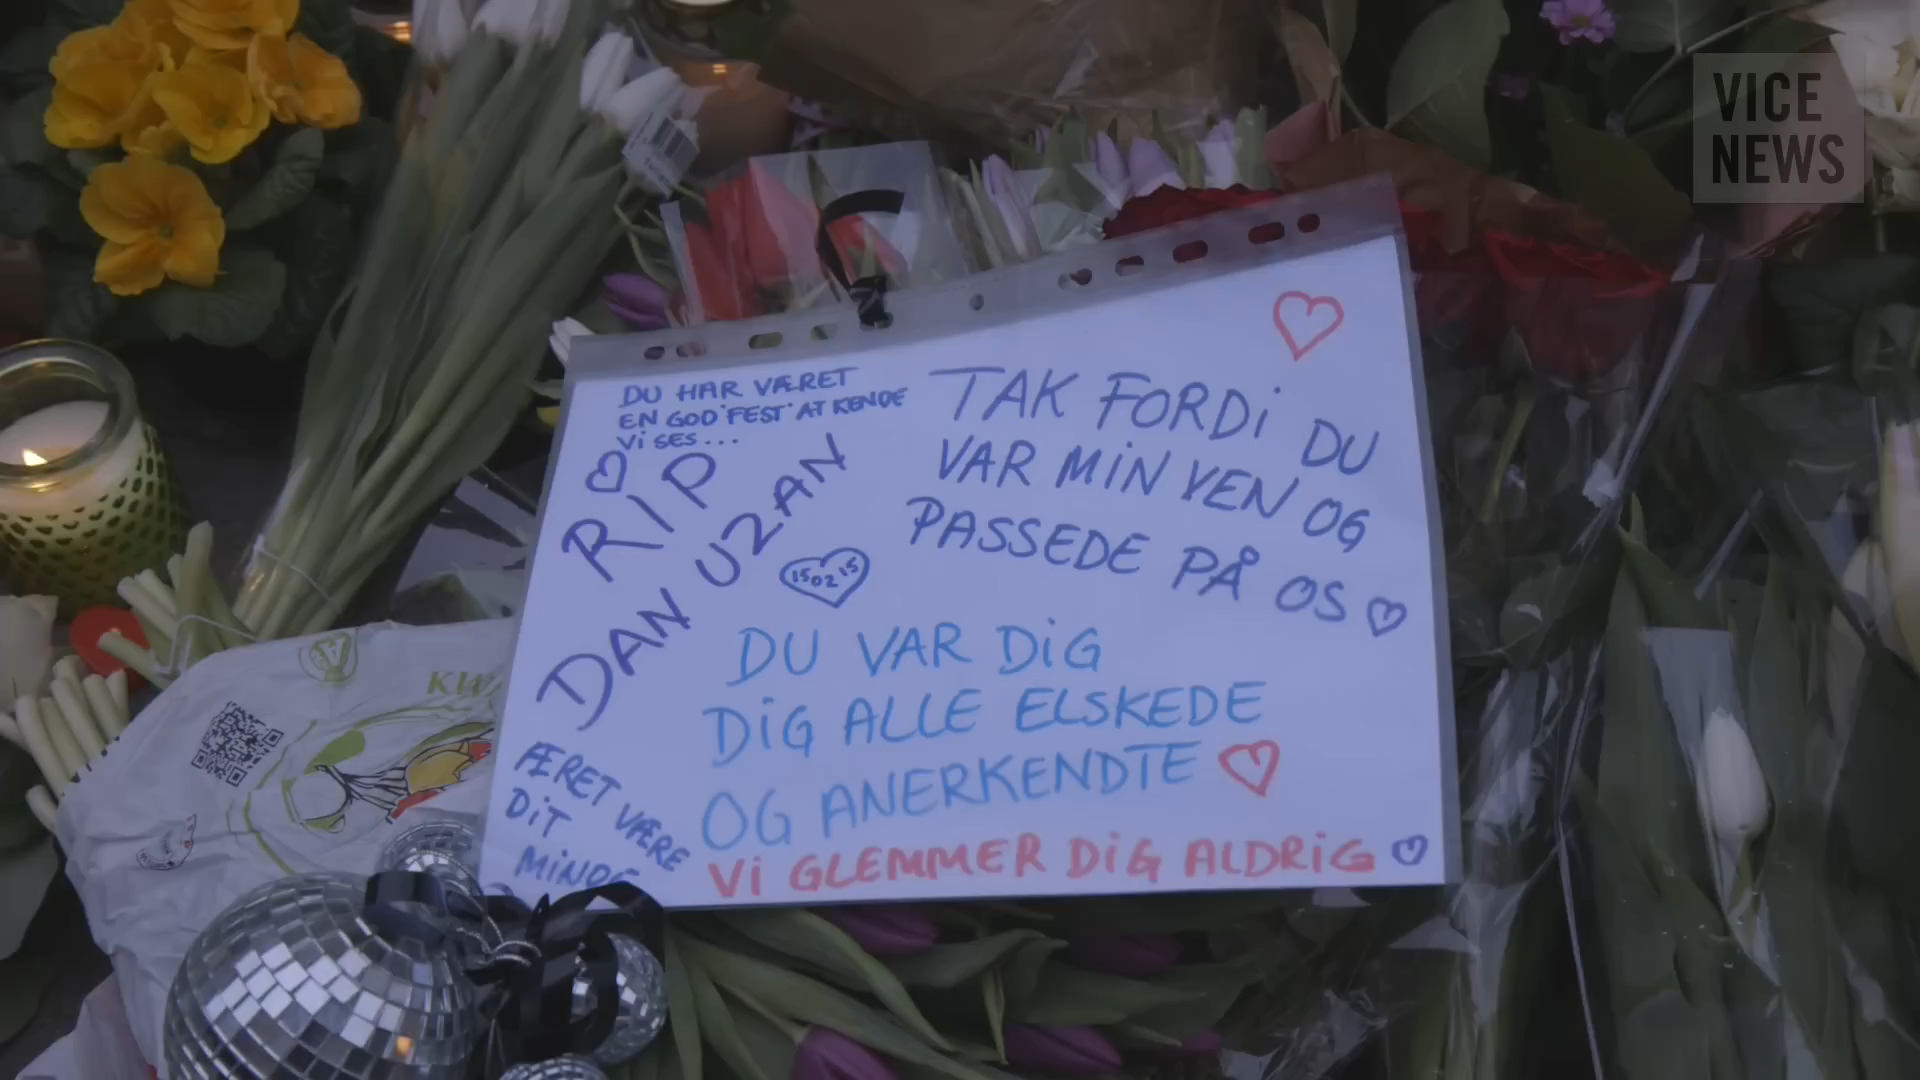 VICE
NEWS
DU HAR VÆRET
EN GOD 'FEST' AT KENDE
Vi SES...
RIP
DAN UZAN
15 02 15
TAK FORDi DU
VAR MIN VEN OG
PASSEDE PÅ OS
DU VAR DiG
DiG ALLE ELSKEDE
OG ANERKENDTE
Vi GLEMMER DiG ALDRiG
ÆRET VÆRE
DiT
MINDE